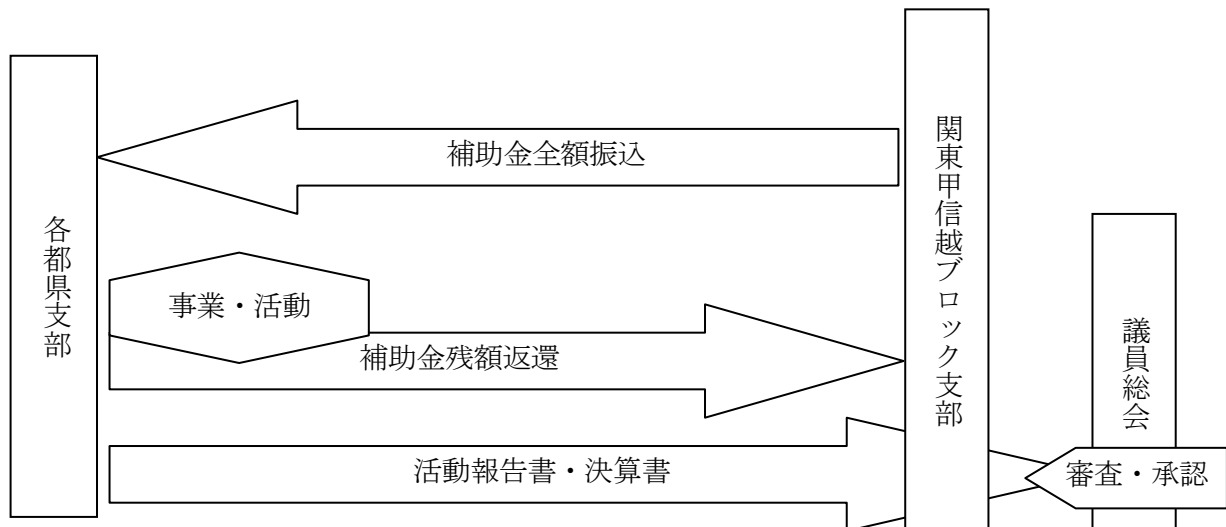 各都県支部
補助金全額振込
事業・活動
補助金残額返還
活動報告書・決算書
関東甲信越ブロック支部
議員総会
審査・承認